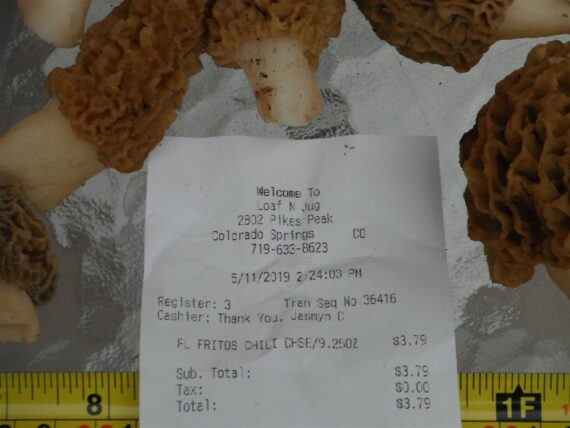 Welcome To
Loaf N Jug
2802 Pikes Peak
Colorado Springs CO
719-633-8623
5/11/2019 2:24:03 PM
Register: 3 Tran Seq No: 36416
Cashier: Thank You, Jasmyn C
FL FRITOS CHILI CHSE/9.25OZ $3.79
Sub. Total: $3.79
Tax: $0.00
Total: $3.79
8 1F